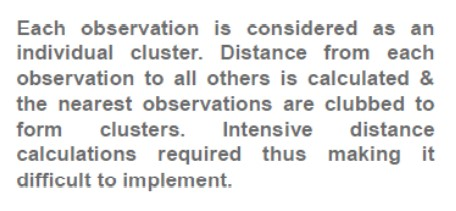 Each observation is considered as an
individual cluster. Distance from each
observation to all others is calculated &
the nearest observations are clubbed to
form clusters. Intensive distance
calculations required thus making it
difficult to implement.